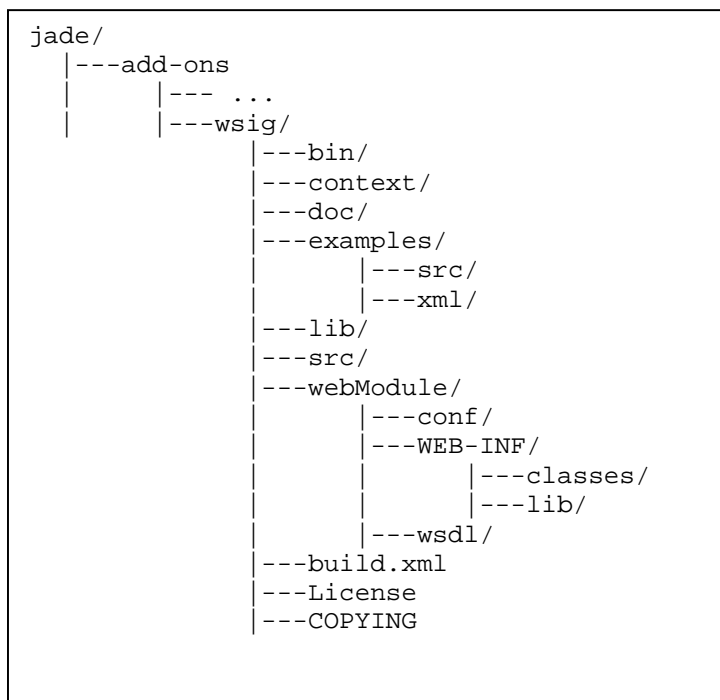 jade/
  |---add-ons
  |     |--- ...
  |     |---wsig/
              |---bin/
              |---context/
              |---doc/
              |---examples/
              |       |---src/
              |       |---xml/
              |---lib/
              |---src/
              |---webModule/
              |       |---conf/
              |       |---WEB-INF/
              |       |       |---classes/
              |       |       |---lib/
              |       |---wsdl/
              |---build.xml
              |---License
              |---COPYING